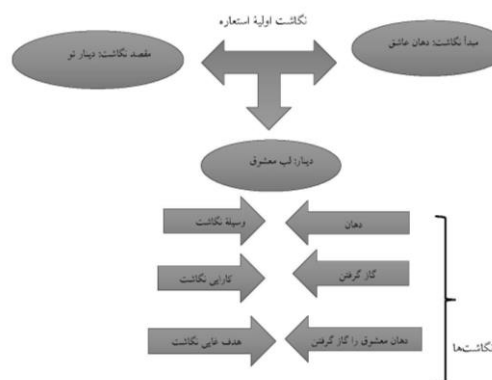 نگاشت اولیهٔ استعاره
مبدأ نگاشت: دهان عاشق
مقصد نگاشت: دینار نو
دینار: لب معشوق
دهان
وسیلهٔ نگاشت
گاز گرفتن
کارایی نگاشت
دهان معشوق را گاز گرفتن
هدف غایی نگاشت
نگاشت‌ها